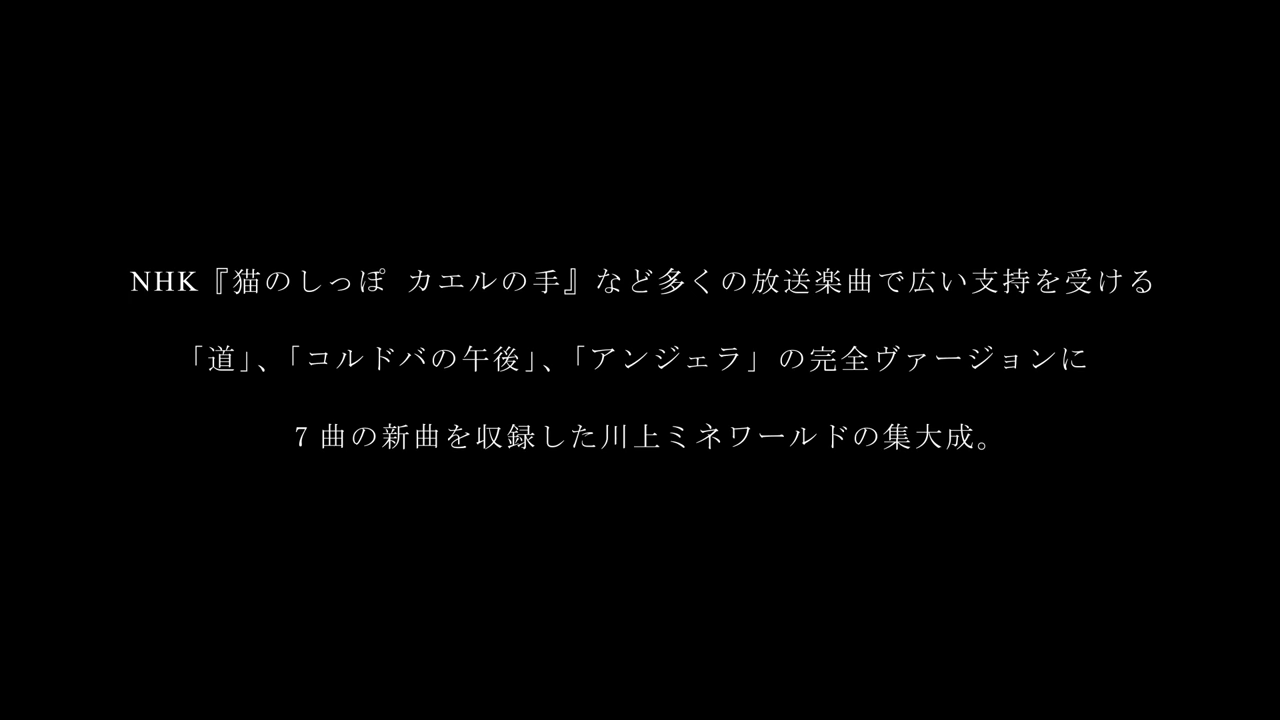 NHK『猫のしっぽ カエルの手』など多くの放送楽曲で広い支持を受ける
「道」、「コルドバの午後」、「アンジェラ」の完全ヴァージョンに
7曲の新曲を収録した川上ミネワールドの集大成。